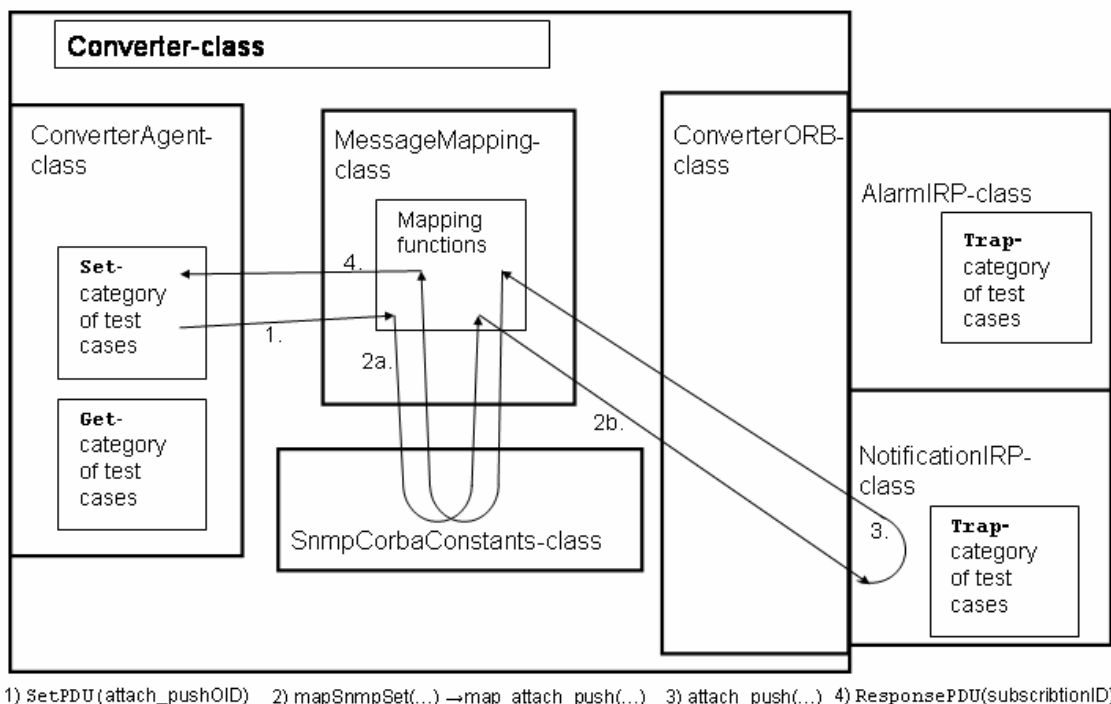 Converter-class
ConverterAgent-
class
Set-
category
of test
cases
Get-
category
of test
cases
MessageMapping-
class
Mapping
functions
4.
1.
2a.
2b.
3.
SnmpCorbaConstants-class
ConverterORB-
class
AlarmIRP-class
Trap-
category
of test
cases
NotificationIRP-
class
Trap-
category
of test
cases
1) SetPDU(attach_pushOID) 2) mapSnmpSet(...) →map_attach_push(...) 3) attach_push(...) 4) ResponsePDU(subscribtionID)